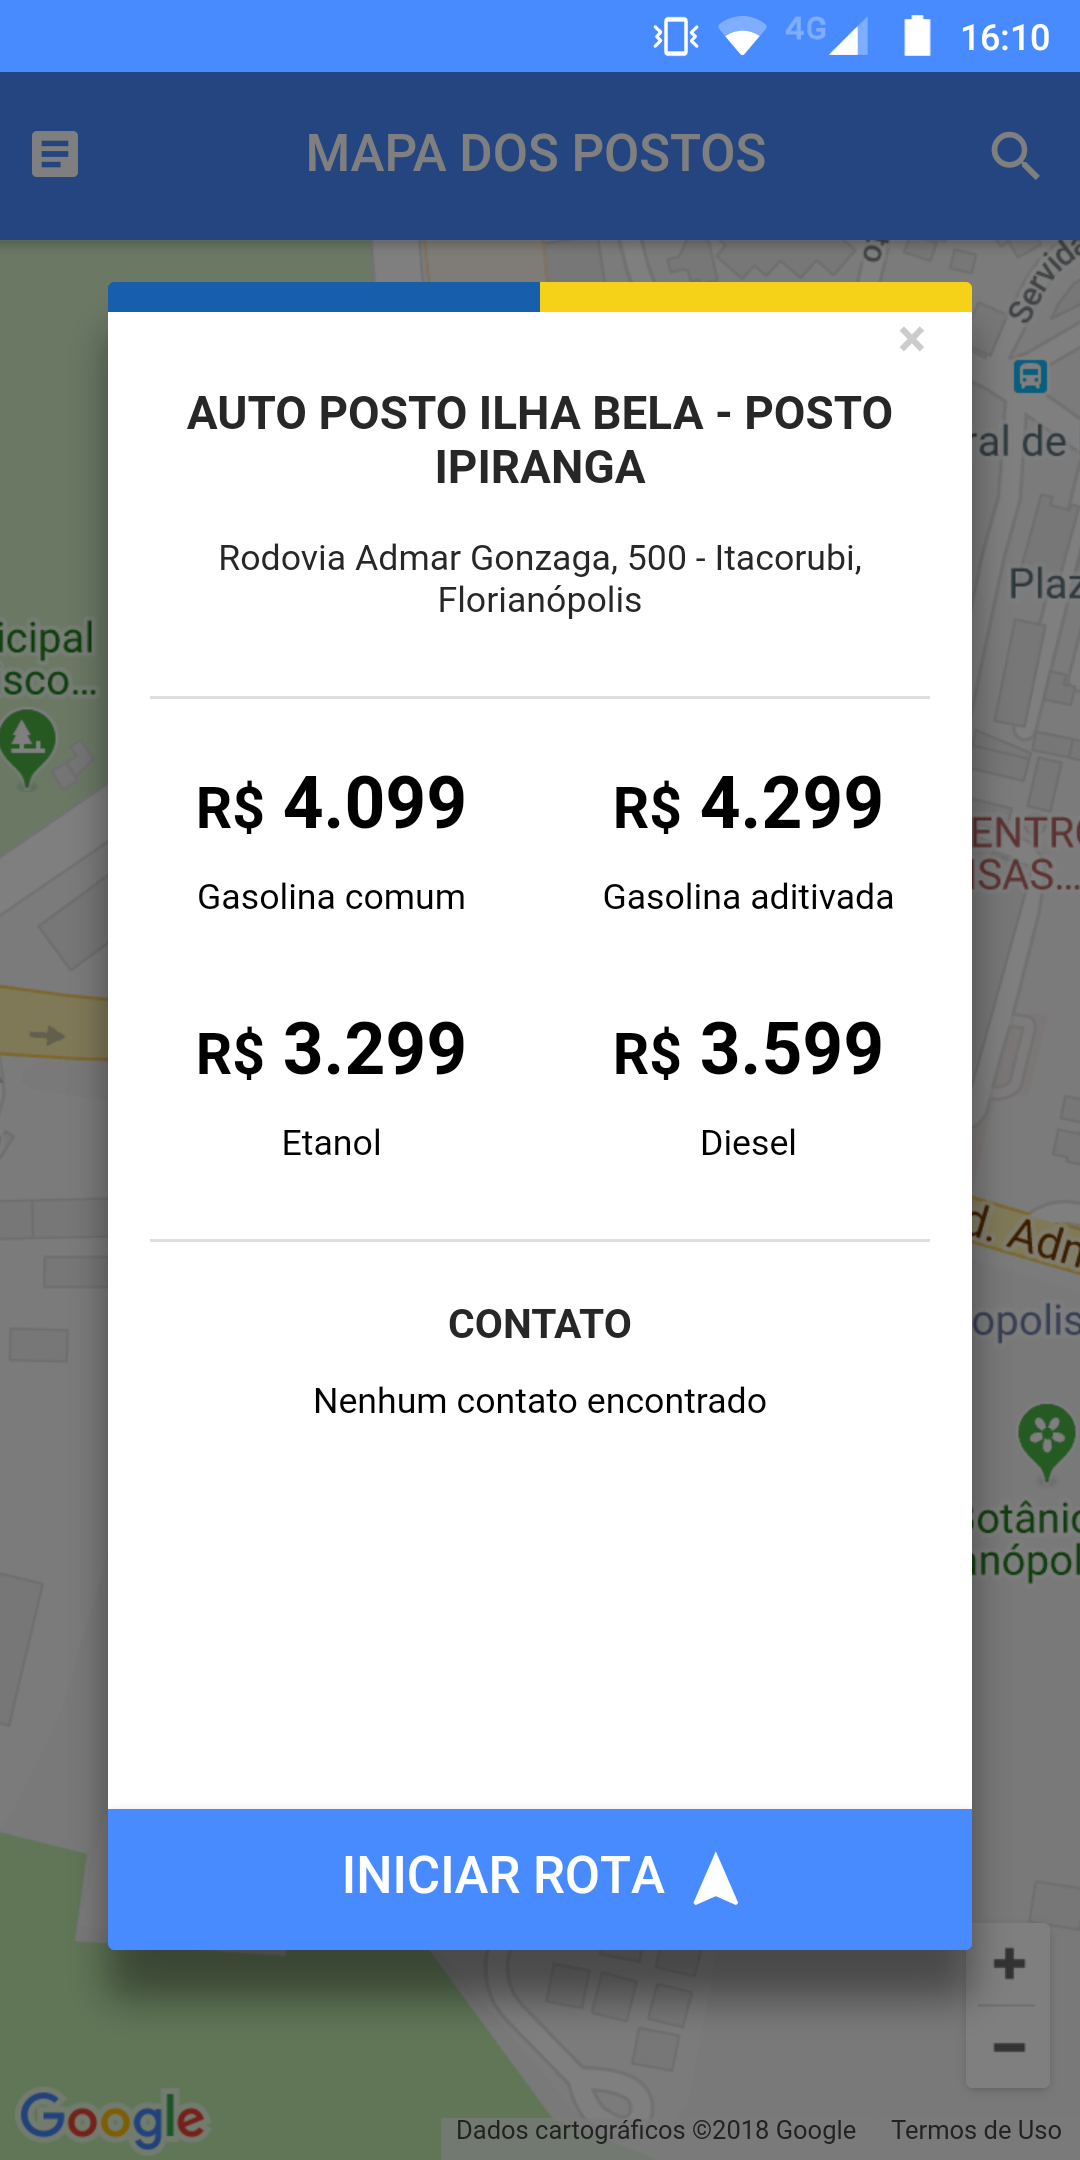 4G 16:10
MAPA DOS POSTOS
Servida
AUTO POSTO ILHA BELA - POSTO
IPIRANGA
ral de
Rodovia Admar Gonzaga, 500 - Itacorubi,
Florianópolis
Plaz
icipal
sco...
R$ 4.099 R$ 4.299
ENTRO
Gasolina comum Gasolina aditivada
SAS...
R$ 3.299 R$ 3.599
Etanol Diesel
d. Adm
CONTATO
opolis
Nenhum contato encontrado
otânic
anópol
INICIAR ROTA
+
−
Google
Dados cartográficos ©2018 Google Termos de Uso